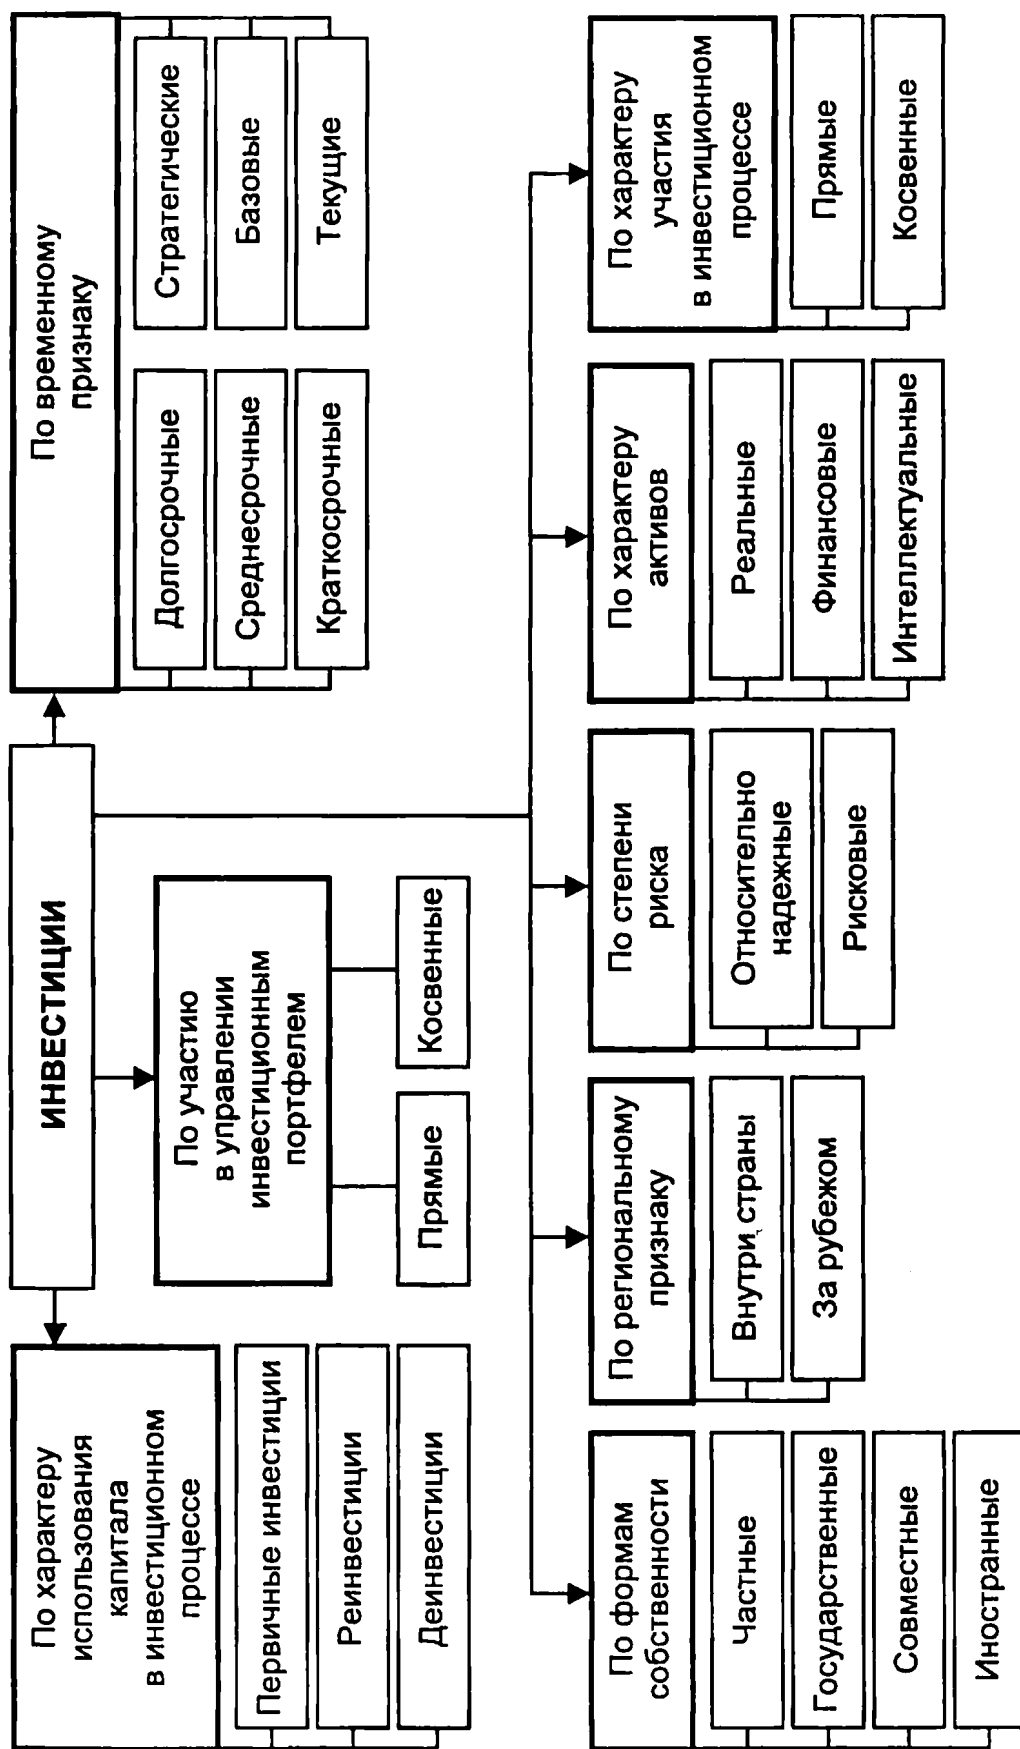 ИНВЕСТИЦИИ
По характеру
использования
капитала
в инвестиционном
процессе
Первичные инвестиции
Реинвестиции
Деинвестиции
По участию
в управлении
инвестиционным
портфелем
Прямые
Косвенные
По временному
признаку
Долгосрочные
Среднесрочные
Краткосрочные
Стратегические
Базовые
Текущие
По формам
собственности
Частные
Государственные
Совместные
Иностранные
По региональному
признаку
Внутри страны
За рубежом
По степени
риска
Относительно
надежные
Рисковые
По характеру
активов
Реальные
Финансовые
Интеллектуальные
По характеру
участия
в инвестиционном
процессе
Прямые
Косвенные